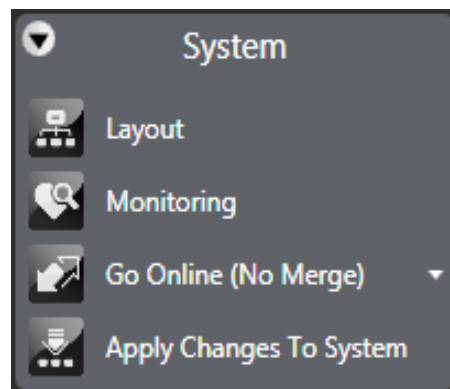 System
Layout
Monitoring
Go Online (No Merge)
Apply Changes To System